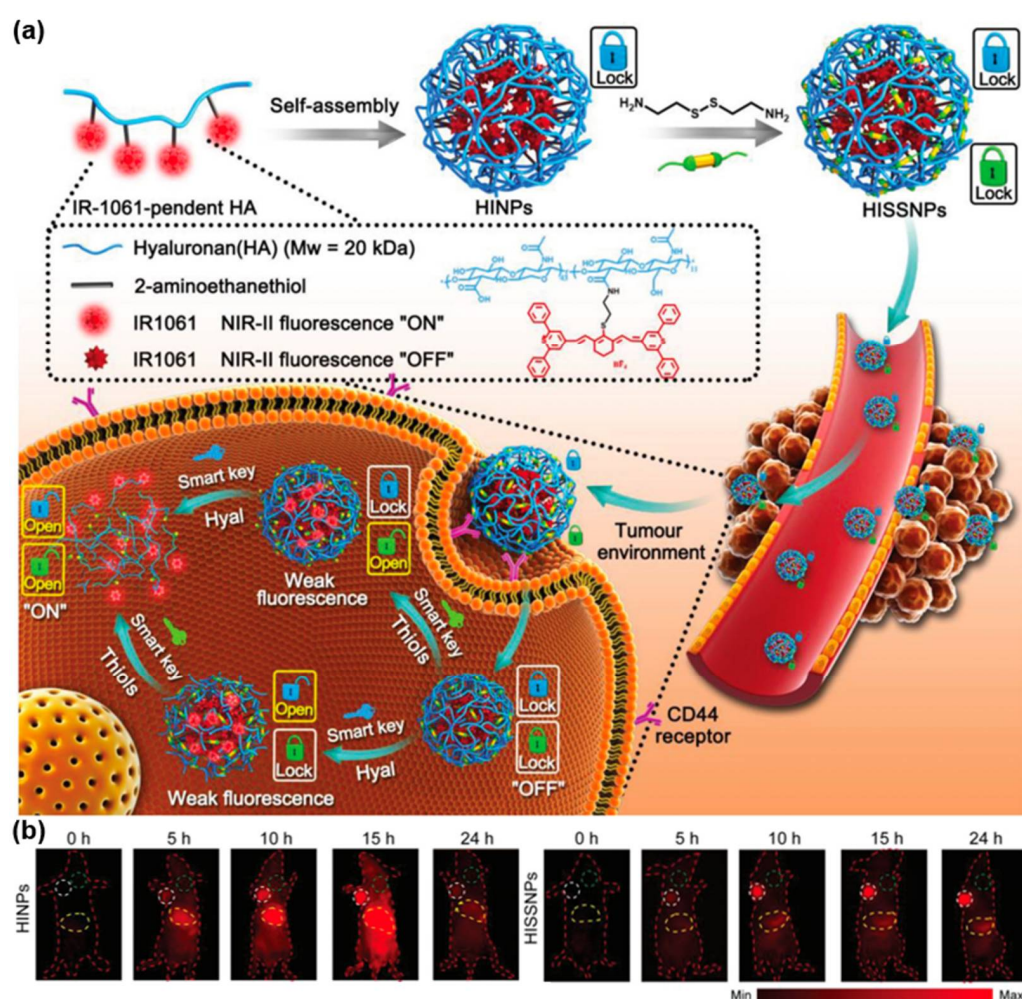 (a)
Lock
Lock
Self-assembly
H₂N
S
S
NH₂
Lock
HINPs
HISSNPs
IR-1061-pendent HA
Hyaluronan(HA) (Mw = 20 kDa)
2-aminoethanethiol
IR1061 NIR-II fluorescence "ON"
IR1061 NIR-II fluorescence "OFF"
BF₄
Smart key
Hyal
Lock
Open
Open
Open
"ON"
Weak
fluorescence
Tumour
environment
Smart key
Thiols
Smart key
Thiols
Open
Lock
Smart key
Hyal
Lock
Lock
CD44
receptor
Weak fluorescence
"OFF"
(b)
0 h 5 h 10 h 15 h 24 h 0 h 5 h 10 h 15 h 24 h
HINPs
HISSNPs
Min Max